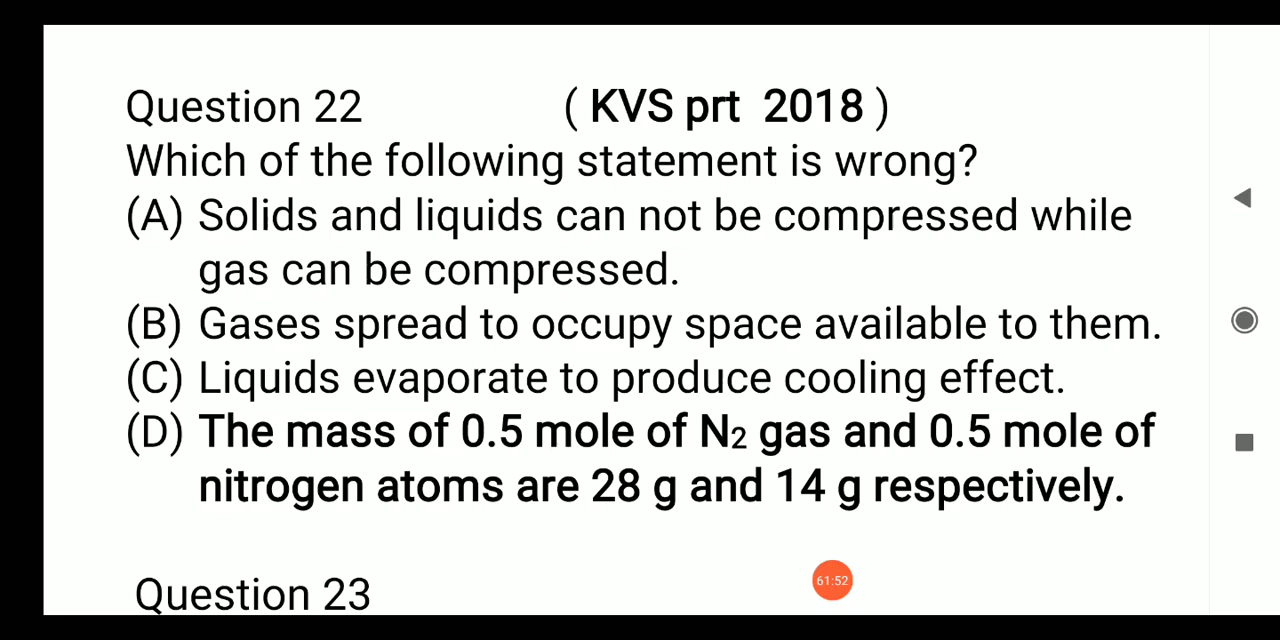 Question 22 ( KVS prt 2018 )
Which of the following statement is wrong?
(A) Solids and liquids can not be compressed while
gas can be compressed.
(B) Gases spread to occupy space available to them.
(C) Liquids evaporate to produce cooling effect.
(D) The mass of 0.5 mole of N2 gas and 0.5 mole of
nitrogen atoms are 28 g and 14 g respectively.
61:52
Question 23